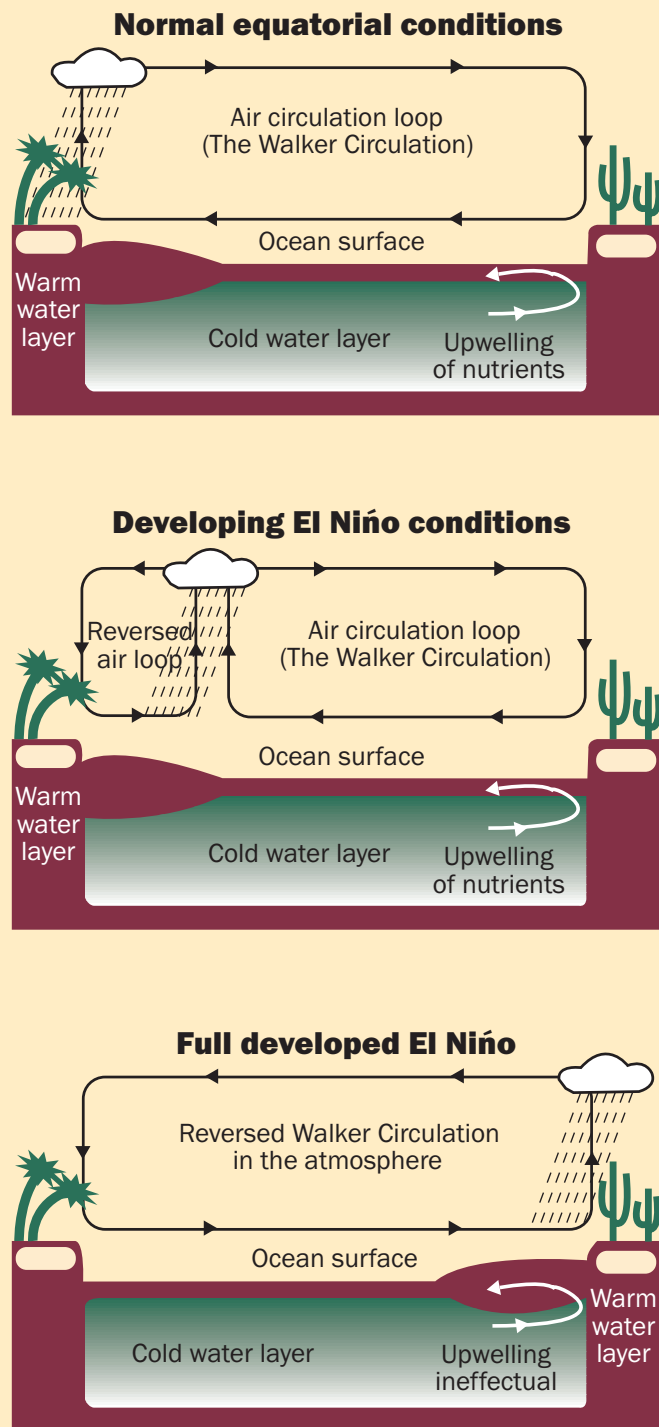 Normal equatorial conditions
Air circulation loop
(The Walker Circulation)
Ocean surface
Warm
water
layer
Cold water layer
Upwelling
of nutrients
Developing El Nińo conditions
Reversed
air loop
Air circulation loop
(The Walker Circulation)
Ocean surface
Warm
water
layer
Cold water layer
Upwelling
of nutrients
Full developed El Nińo
Reversed Walker Circulation
in the atmosphere
Ocean surface
Warm
water
layer
Cold water layer
Upwelling
ineffectual